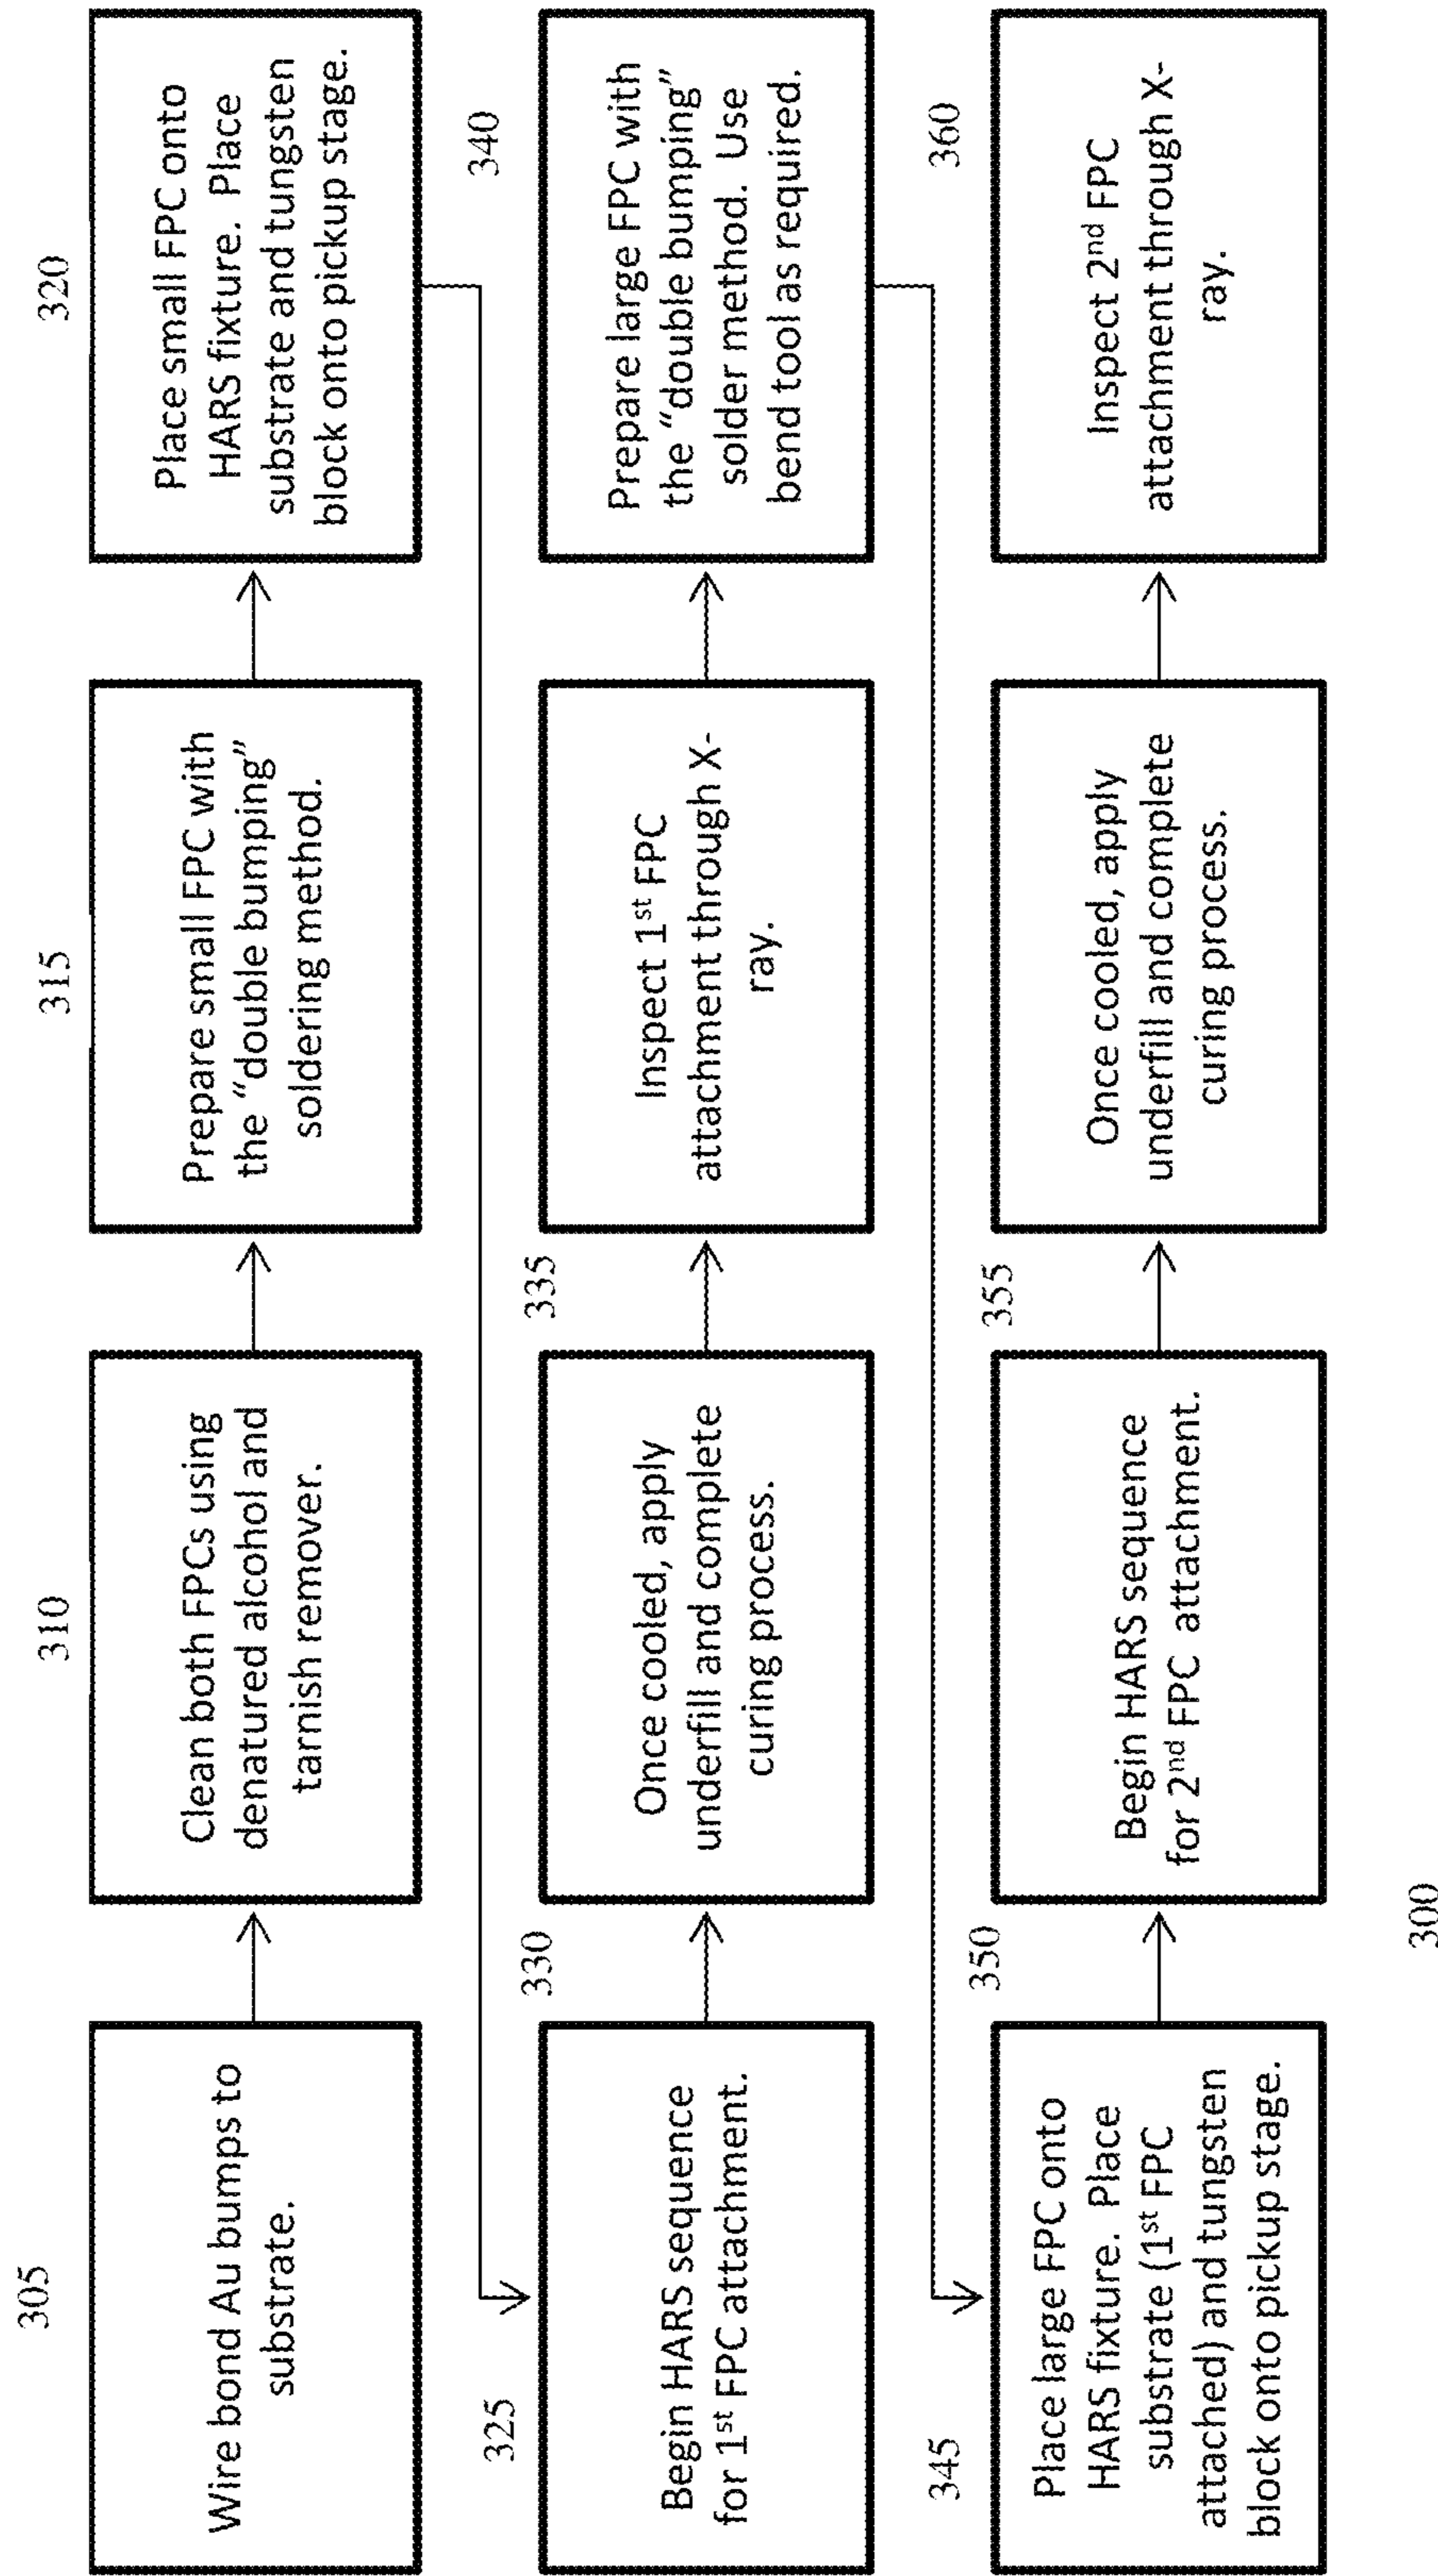 305
Wire bond Au bumps to
substrate.
310
Clean both FPCs using
denatured alcohol and
tarnish remover.
315
Prepare small FPC with
the “double bumping”
soldering method.
320
Place small FPC onto
HARS fixture. Place
substrate and tungsten
block onto pickup stage.
325
Begin HARS sequence
for 1st FPC attachment.
330
Once cooled, apply
underfill and complete
curing process.
335
Inspect 1st FPC
attachment through X-
ray.
340
Prepare large FPC with
the “double bumping”
solder method. Use
bend tool as required.
345
Place large FPC onto
HARS fixture. Place
substrate (1st FPC
attached) and tungsten
block onto pickup stage.
350
Begin HARS sequence
for 2nd FPC attachment.
355
Once cooled, apply
underfill and complete
curing process.
360
Inspect 2nd FPC
attachment through X-
ray.
300